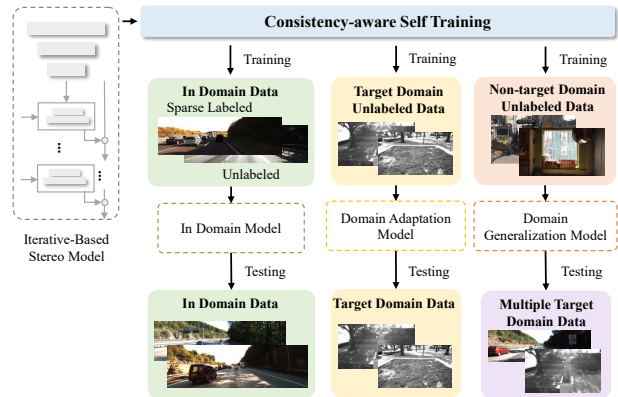 Consistency-aware Self Training
Training
Training
Training
In Domain Data
Sparse Labeled
Unlabeled
Target Domain
Unlabeled Data
Non-target Domain
Unlabeled Data
Iterative-Based
Stereo Model
In Domain Model
Domain Adaptation
Model
Domain
Generalization Model
Testing
Testing
Testing
In Domain Data
Target Domain Data
Multiple Target
Domain Data